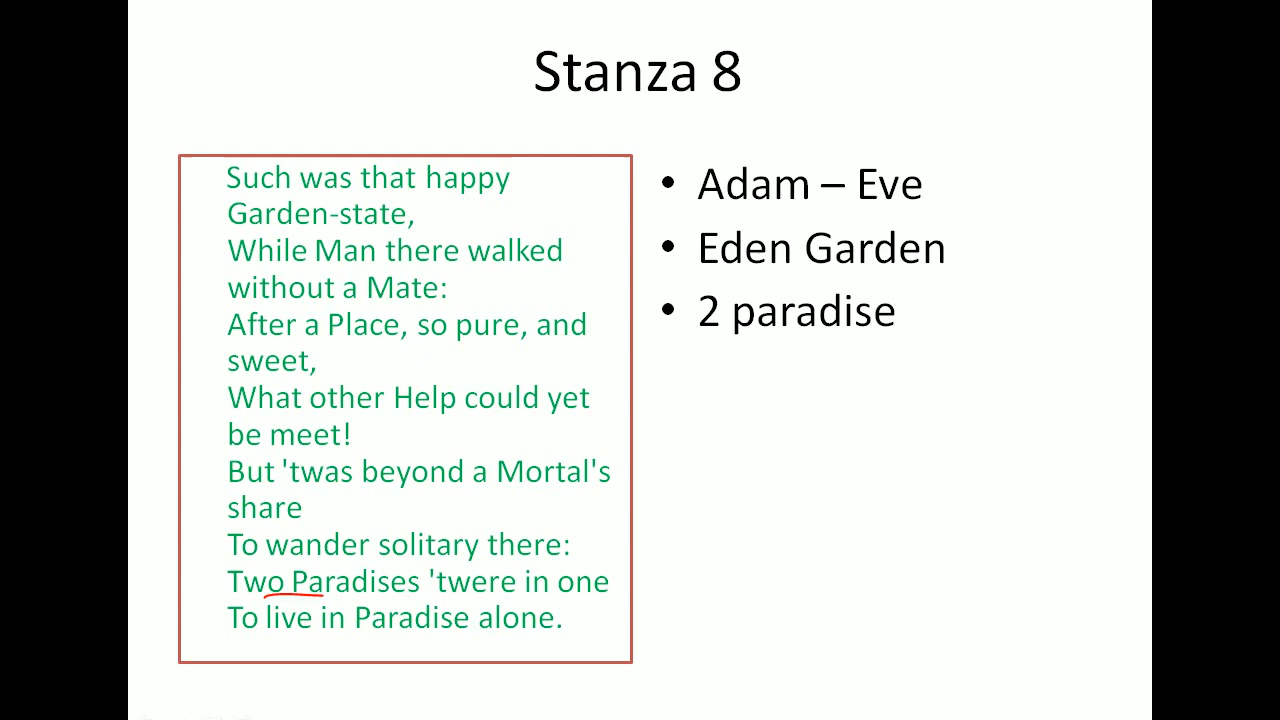 Stanza 8
Such was that happy
Garden-state,
While Man there walked
without a Mate:
After a Place, so pure, and
sweet,
What other Help could yet
be meet!
But 'twas beyond a Mortal's
share
To wander solitary there:
Two Paradises 'twere in one
To live in Paradise alone.
• Adam – Eve
• Eden Garden
• 2 paradise